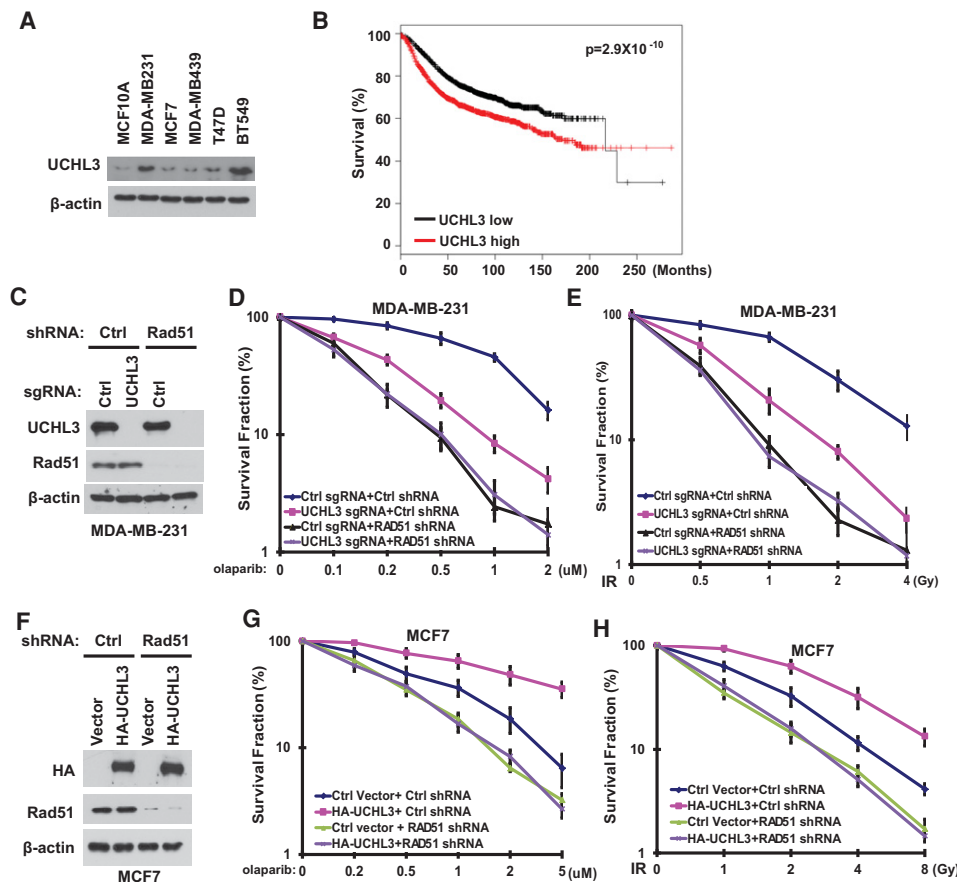 A
MCF10A
MDA-MB231
MCF7
MDA-MB439
T47D
BT549
UCHL3
β-actin
B
Survival (%)
100
80
60
40
20
0
p=2.9X10 -10
UCHL3 low
UCHL3 high
0 50 100 150 200 250 (Months)
C
shRNA: Ctrl Rad51
sgRNA: Ctrl UCHL3 Ctrl
UCHL3
Rad51
β-actin
MDA-MB-231
D
MDA-MB-231
Survival Fraction (%)
100
10
1
Ctrl sgRNA+Ctrl shRNA
UCHL3 sgRNA+Ctrl shRNA
Ctrl sgRNA+RAD51 shRNA
UCHL3 sgRNA+RAD51 shRNA
olaparib: 0 0.1 0.2 0.5 1 2 (uM)
E
MDA-MB-231
Survival Fraction (%)
100
10
1
Ctrl sgRNA+Ctrl shRNA
UCHL3 sgRNA+Ctrl shRNA
Ctrl sgRNA+RAD51 shRNA
UCHL3 sgRNA+RAD51 shRNA
IR 0 0.5 1 2 4 (Gy)
F
shRNA: Ctrl Rad51
Vector
HA-UCHL3
Vector
HA-UCHL3
HA
Rad51
β-actin
MCF7
G
MCF7
Survival Fraction (%)
100
10
1
Ctrl Vector+ Ctrl shRNA
HA-UCHL3+ Ctrl shRNA
Ctrl vector + RAD51 shRNA
HA-UCHL3+RAD51 shRNA
olaparib: 0 0.2 0.5 1 2 5 (uM)
H
MCF7
Survival Fraction (%)
100
10
1
Ctrl Vector+Ctrl shRNA
HA-UCHL3+Ctrl shRNA
Ctrl Vector+RAD51 shRNA
HA-UCHL3+RAD51 shRNA
IR 0 1 2 4 8 (Gy)